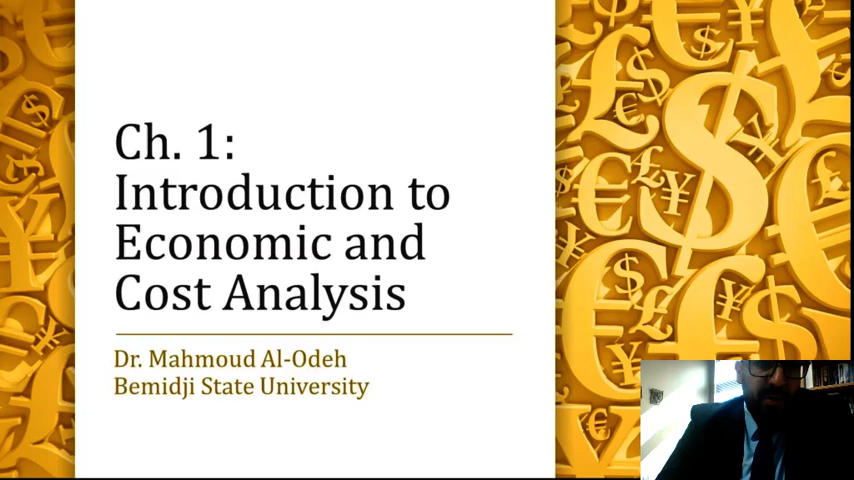 Ch. 1:
Introduction to
Economic and
Cost Analysis
Dr. Mahmoud Al-Odeh
Bemidji State University